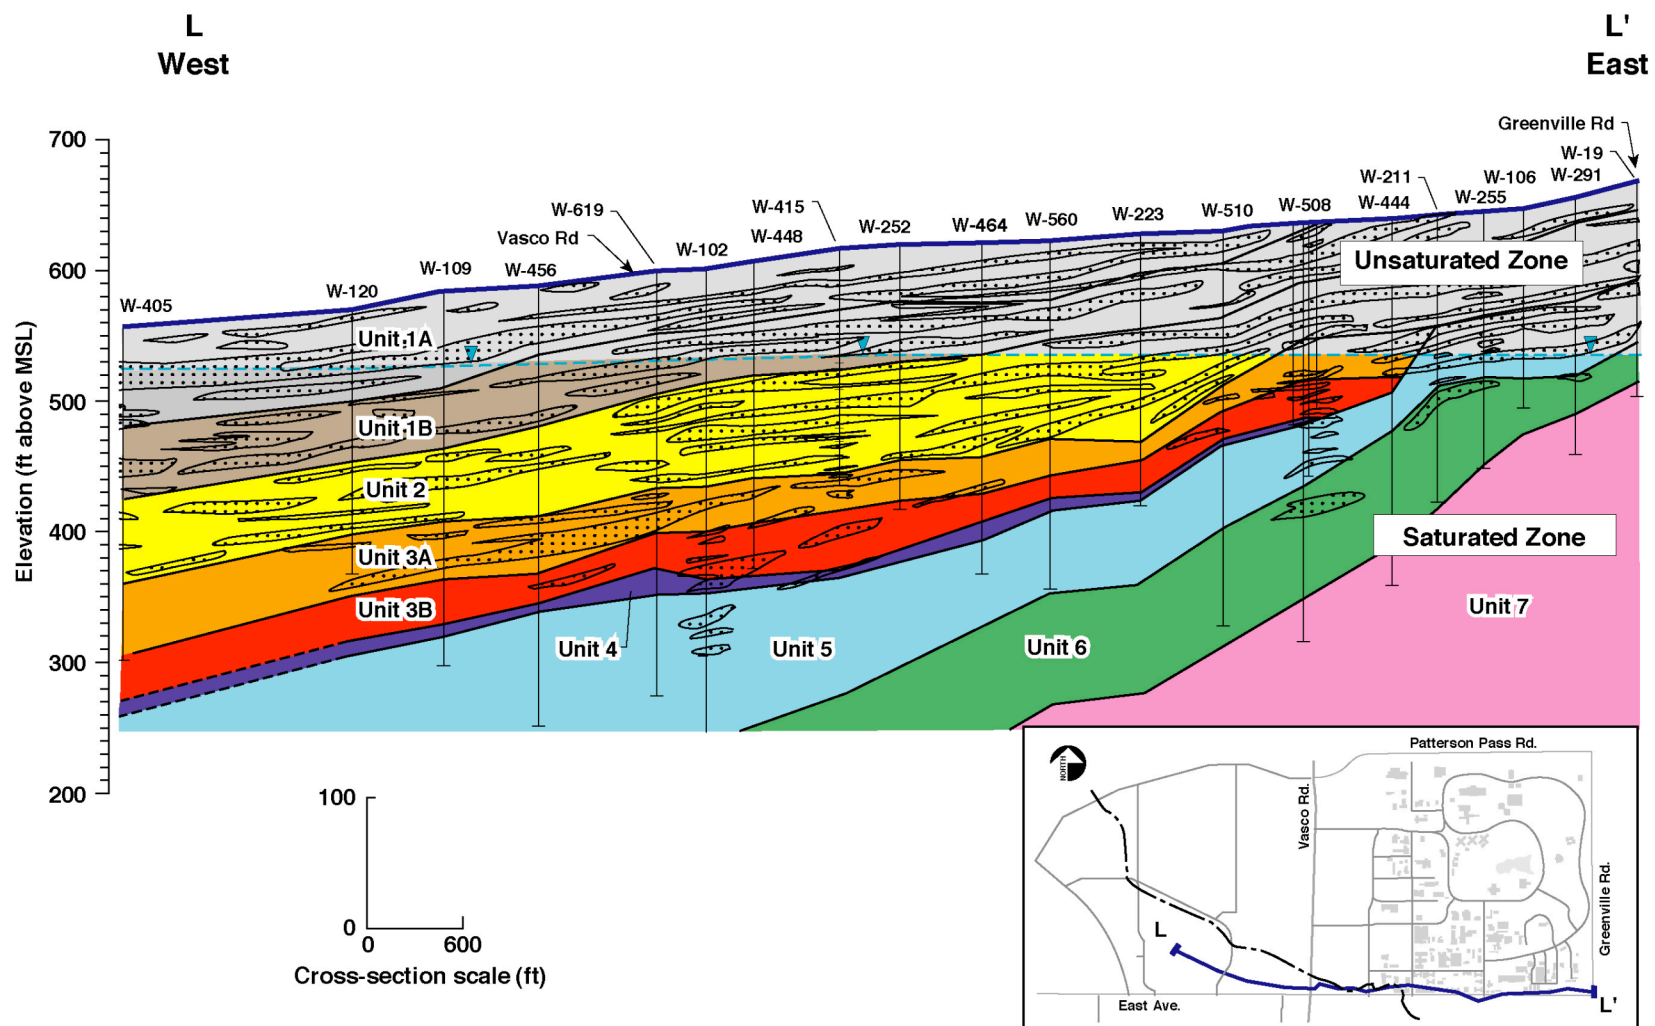 L
West
L'
East
Greenville Rd
W-19
W-291
W-106
W-255
W-211
W-444
W-508
W-510
W-223
W-560
W-464
W-252
W-415
W-448
W-102
W-619
Vasco Rd
W-456
W-109
W-120
W-405
Elevation (ft above MSL)
700
600
500
400
300
200
Unsaturated Zone
Saturated Zone
Unit 1A
Unit 1B
Unit 2
Unit 3A
Unit 3B
Unit 4
Unit 5
Unit 6
Unit 7
100
0
0
600
Cross-section scale (ft)
NORTH
Patterson Pass Rd.
Vasco Rd.
Greenville Rd.
L
East Ave.
L'